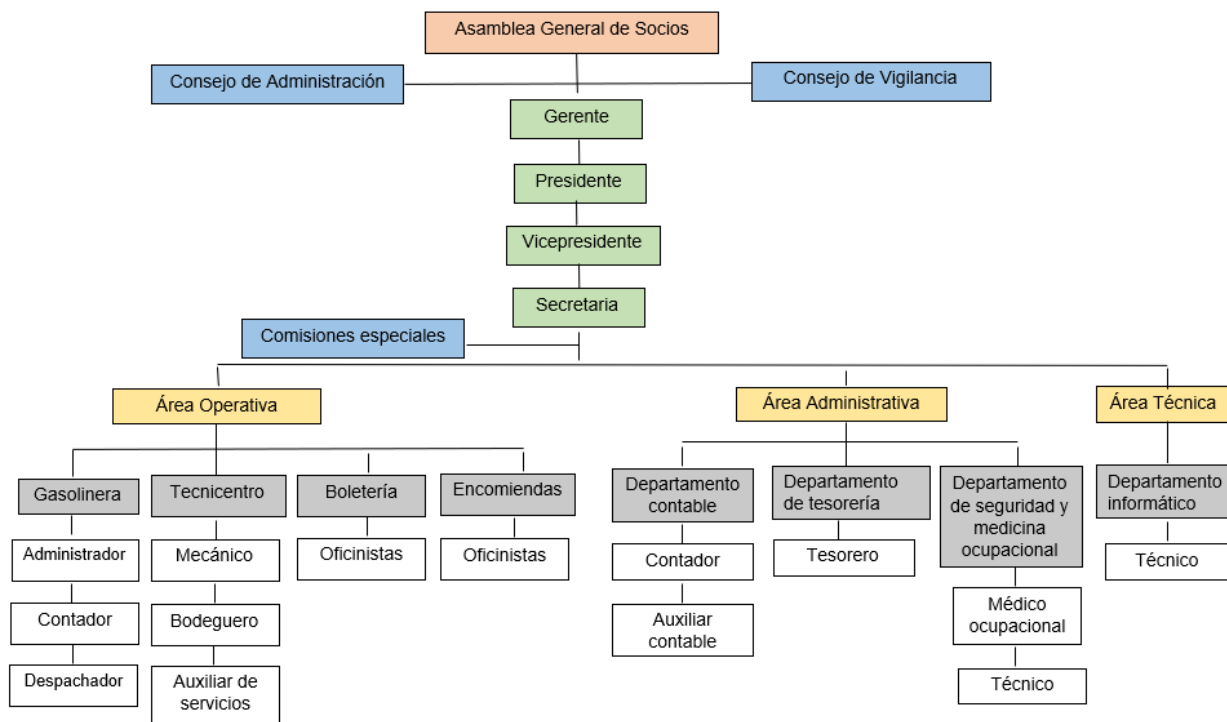 Asamblea General de Socios
Consejo de Administración
Consejo de Vigilancia
Gerente
Presidente
Vicepresidente
Secretaria
Comisiones especiales
Área Operativa
Área Administrativa
Área Técnica
Gasolinera
Tecnicentro
Boletería
Encomiendas
Departamento
contable
Departamento
de tesorería
Departamento
de seguridad y
medicina
ocupacional
Departamento
informático
Administrador
Mecánico
Oficinistas
Oficinistas
Contador
Tesorero
Técnico
Contador
Bodeguero
Auxiliar
contable
Médico
ocupacional
Despachador
Auxiliar de
servicios
Técnico